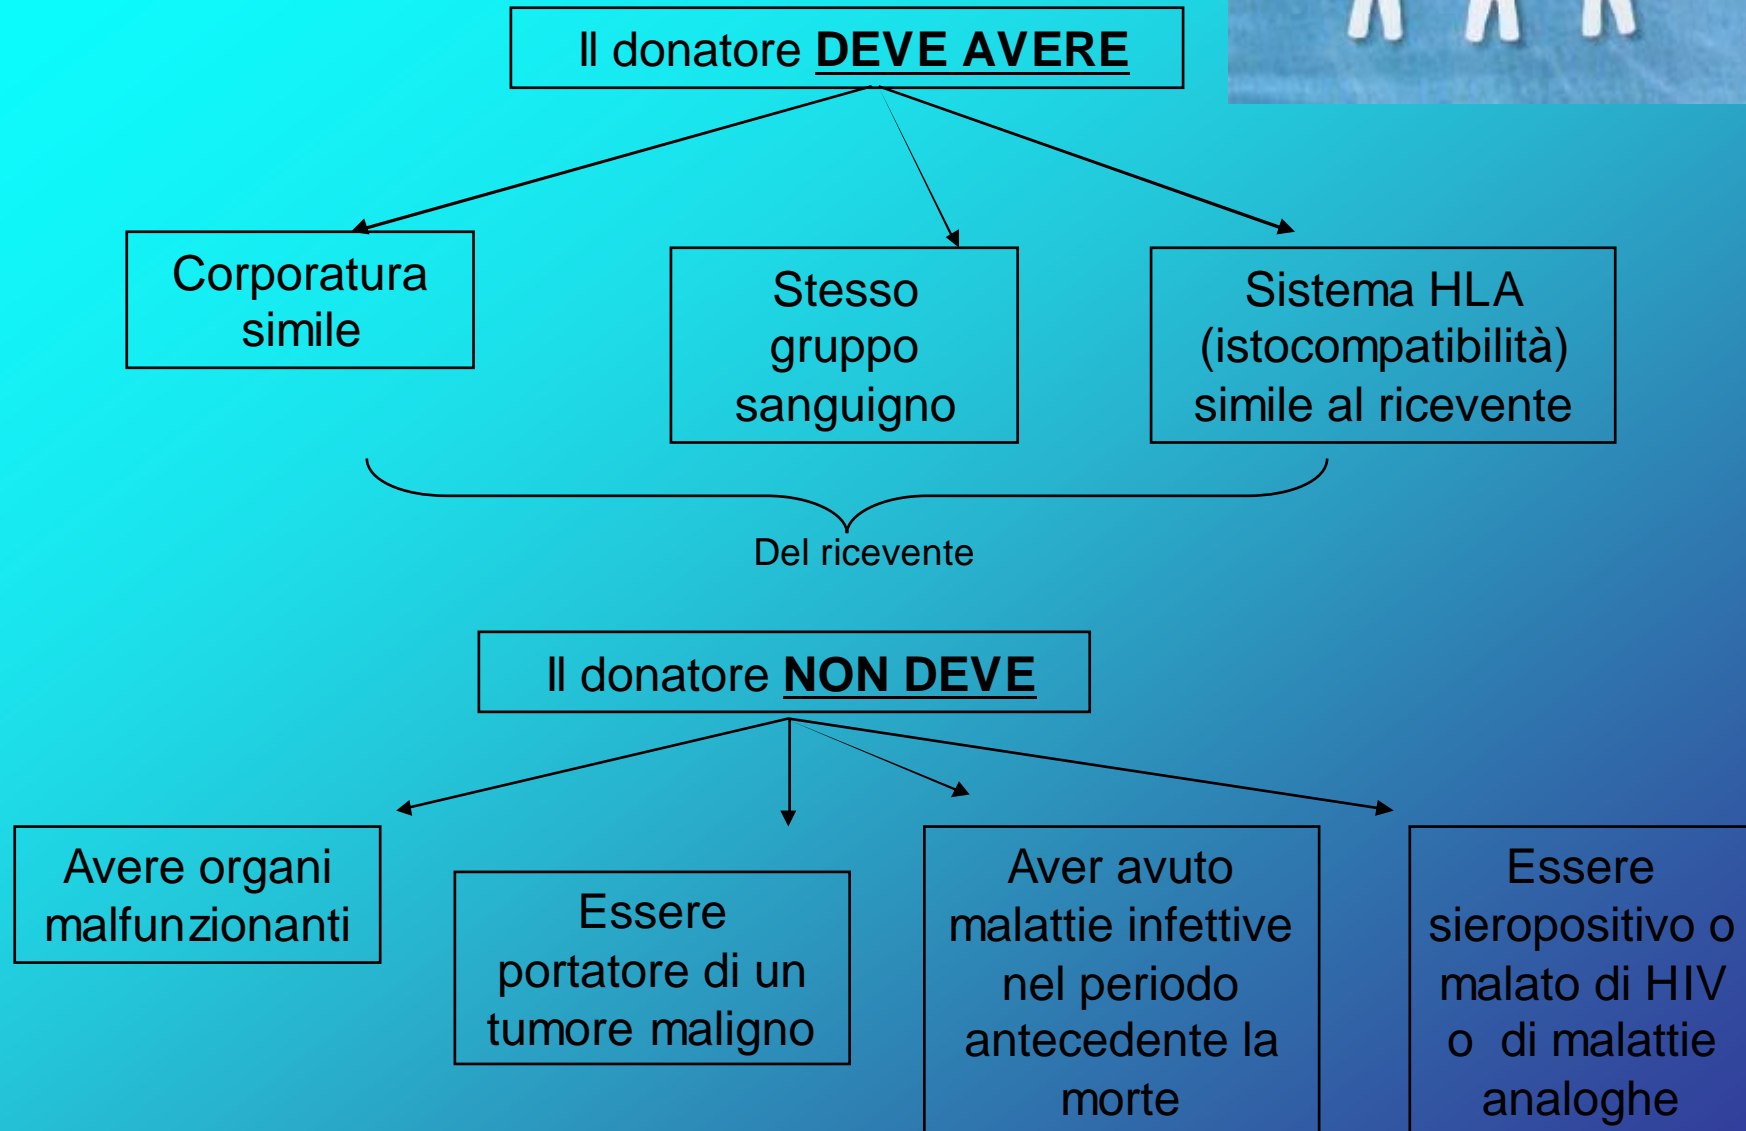 Il donatore DEVE AVERE
Corporatura
simile
Stesso
gruppo
sanguigno
Sistema HLA
(istocompatibilità)
simile al ricevente
Del ricevente
Il donatore NON DEVE
Avere organi
malfunzionanti
Essere
portatore di un
tumore maligno
Aver avuto
malattie infettive
nel periodo
antecedente la
morte
Essere
sieropositivo o
malato di HIV
o di malattie
analoghe